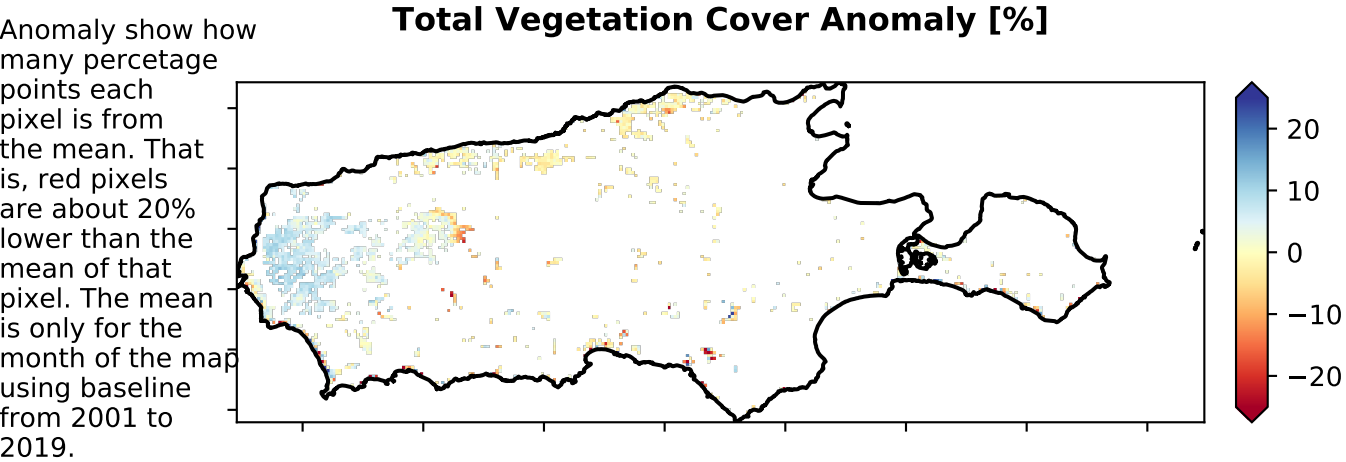 Total Vegetation Cover Anomaly [%]
Anomaly show how
many percetage
points each
pixel is from
the mean. That
is, red pixels
are about 20%
lower than the
mean of that
pixel. The mean
is only for the
month of the map
using baseline
from 2001 to
2019.
20
10
0
−10
−20